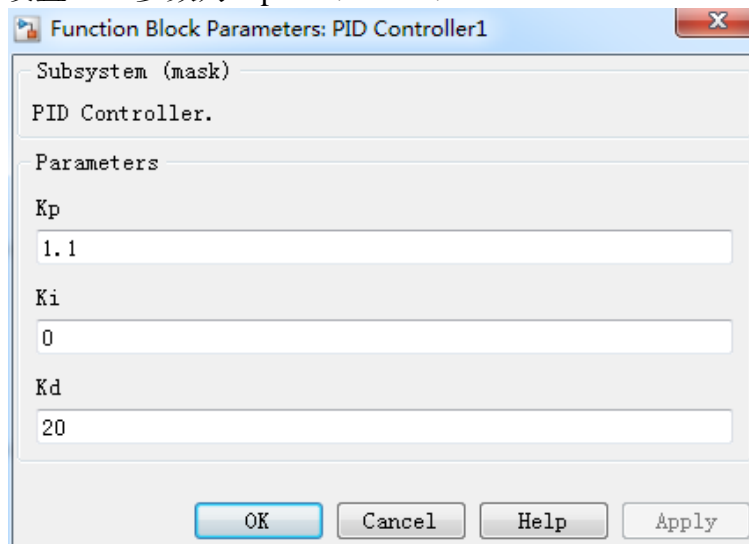 Function Block Parameters: PID Controller1
Subsystem (mask)
PID Controller.
Parameters
Kp
1.1
Ki
0
Kd
20
OK Cancel Help Apply